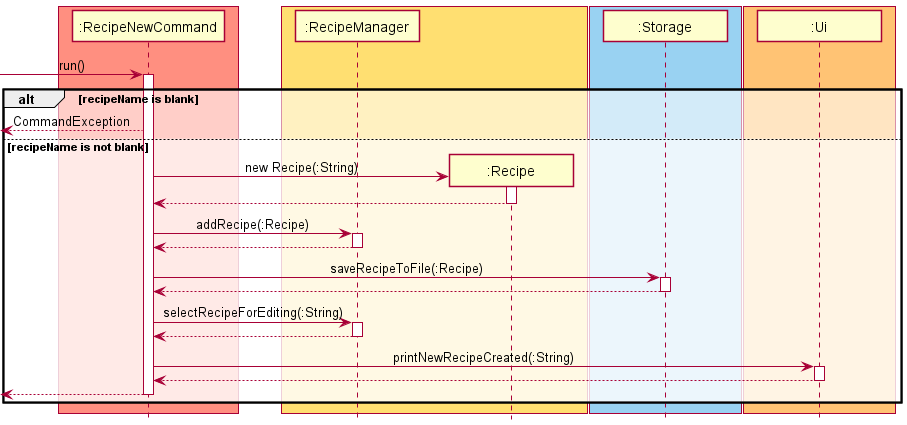 :RecipeNewCommand :RecipeManager :Storage :Ui
run()
alt [recipeName is blank]
CommandException
[recipeName is not blank]
new Recipe(:String) :Recipe
addRecipe(:Recipe)
saveRecipeToFile(:Recipe)
selectRecipeForEditing(:String)
printNewRecipeCreated(:String)